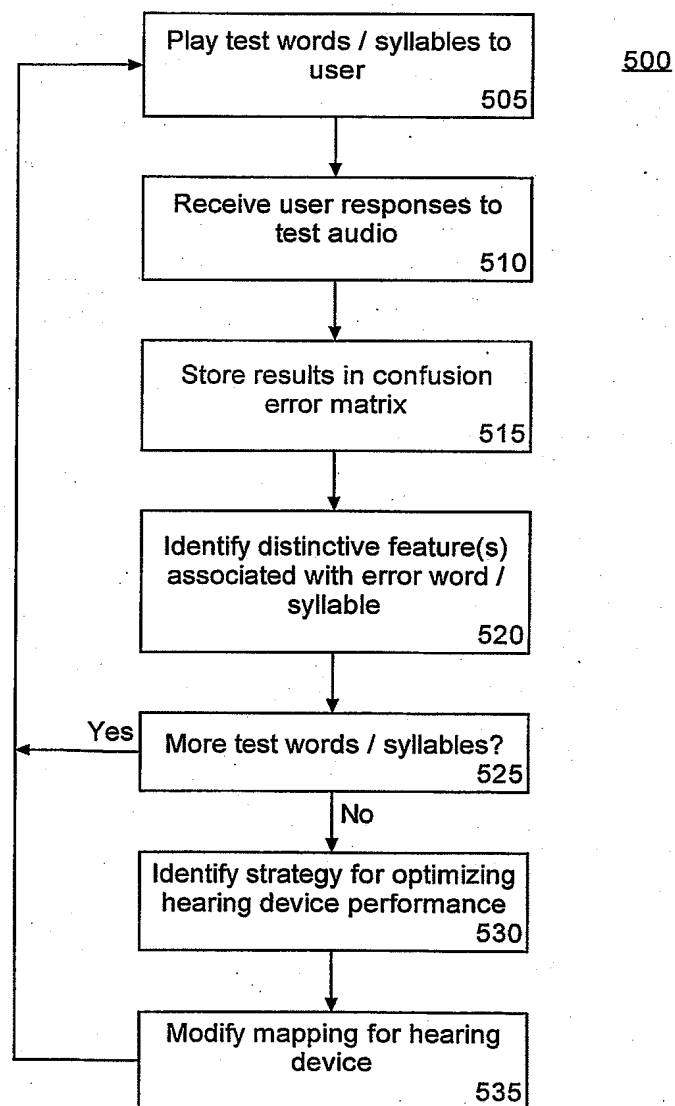 Play test words / syllables to
user
505
500
Receive user responses to
test audio
510
Store results in confusion
error matrix
515
Identify distinctive feature(s)
associated with error word /
syllable
520
Yes
More test words / syllables?
525
No
Identify strategy for optimizing
hearing device performance
530
Modify mapping for hearing
device
535